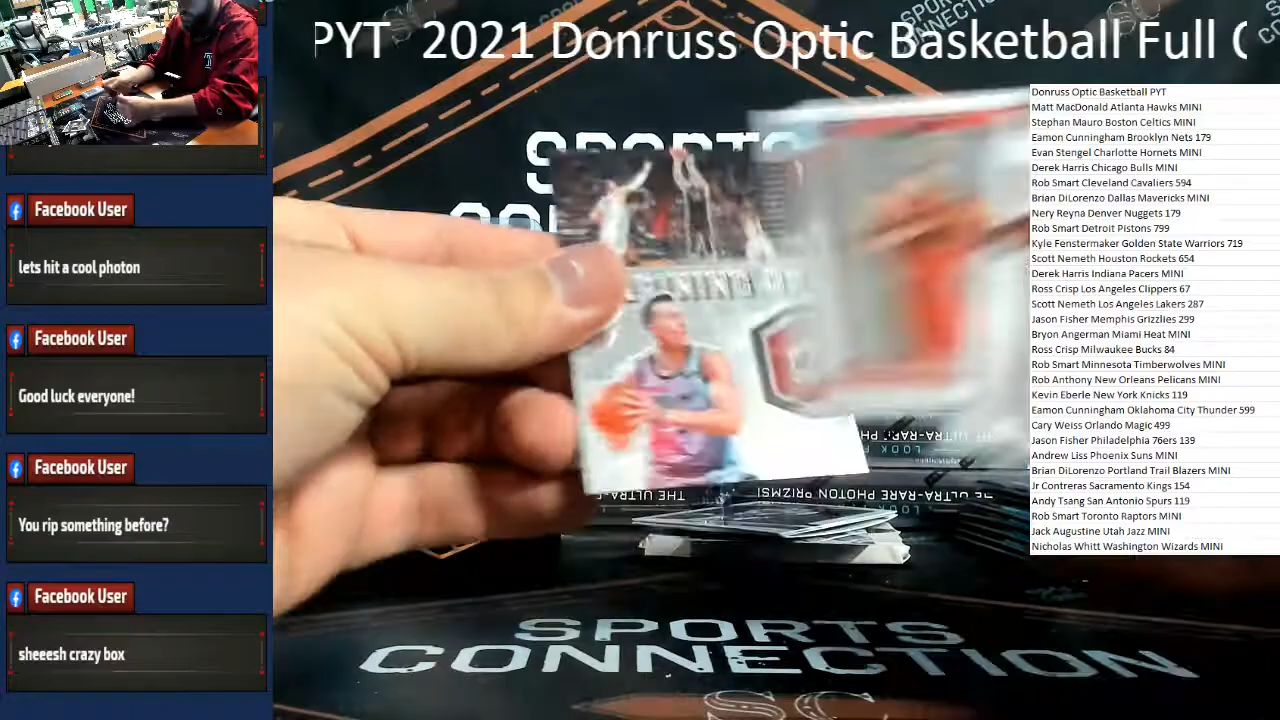 PYT 2021 Donruss Optic Basketball Full
Facebook User
lets hit a cool photon
Facebook User
Good luck everyone!
Facebook User
You rip something before?
Facebook User
sheeesh crazy box
Donruss Optic Basketball PYT
Matt MacDonald Atlanta Hawks MINI
Stephan Mauro Boston Celtics MINI
Eamon Cunningham Brooklyn Nets 179
Evan Stengel Charlotte Hornets MINI
Derek Harris Chicago Bulls MINI
Rob Smart Cleveland Cavaliers 594
Brian DiLorenzo Dallas Mavericks MINI
Nery Reyna Denver Nuggets 179
Rob Smart Detroit Pistons 799
Kyle Fenstermaker Golden State Warriors 719
Scott Nemeth Houston Rockets 654
Derek Harris Indiana Pacers MINI
Ross Crisp Los Angeles Clippers 67
Scott Nemeth Los Angeles Lakers 287
Jason Fisher Memphis Grizzlies 299
Bryon Angerman Miami Heat MINI
Ross Crisp Milwaukee Bucks 84
Rob Smart Minnesota Timberwolves MINI
Rob Anthony New Orleans Pelicans MINI
Kevin Eberle New York Knicks 119
Eamon Cunningham Oklahoma City Thunder 599
Cary Weiss Orlando Magic 499
Jason Fisher Philadelphia 76ers 139
Andrew Liss Phoenix Suns MINI
Brian DiLorenzo Portland Trail Blazers MINI
Jr Contreras Sacramento Kings 154
Andy Tsang San Antonio Spurs 119
Rob Smart Toronto Raptors MINI
Jack Augustine Utah Jazz MINI
Nicholas Whitt Washington Wizards MINI
SPORTS
CONNECTION
SPORTS
LOOK
THE ULTRA-RARE PHOTON PRIZMS!
THE ULTRA-
SPORTS
CONNECTION
SC